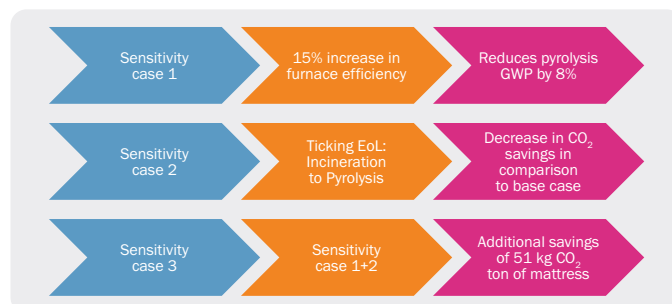 Sensitivity
case 1
15% increase in
furnace efficiency
Reduces pyrolysis
GWP by 8%
Sensitivity
case 2
Ticking EoL:
Incineration
to Pyrolysis
Decrease in CO₂
savings in
comparison
to base case
Sensitivity
case 3
Sensitivity
case 1+2
Additional savings
of 51 kg CO₂
ton of mattress